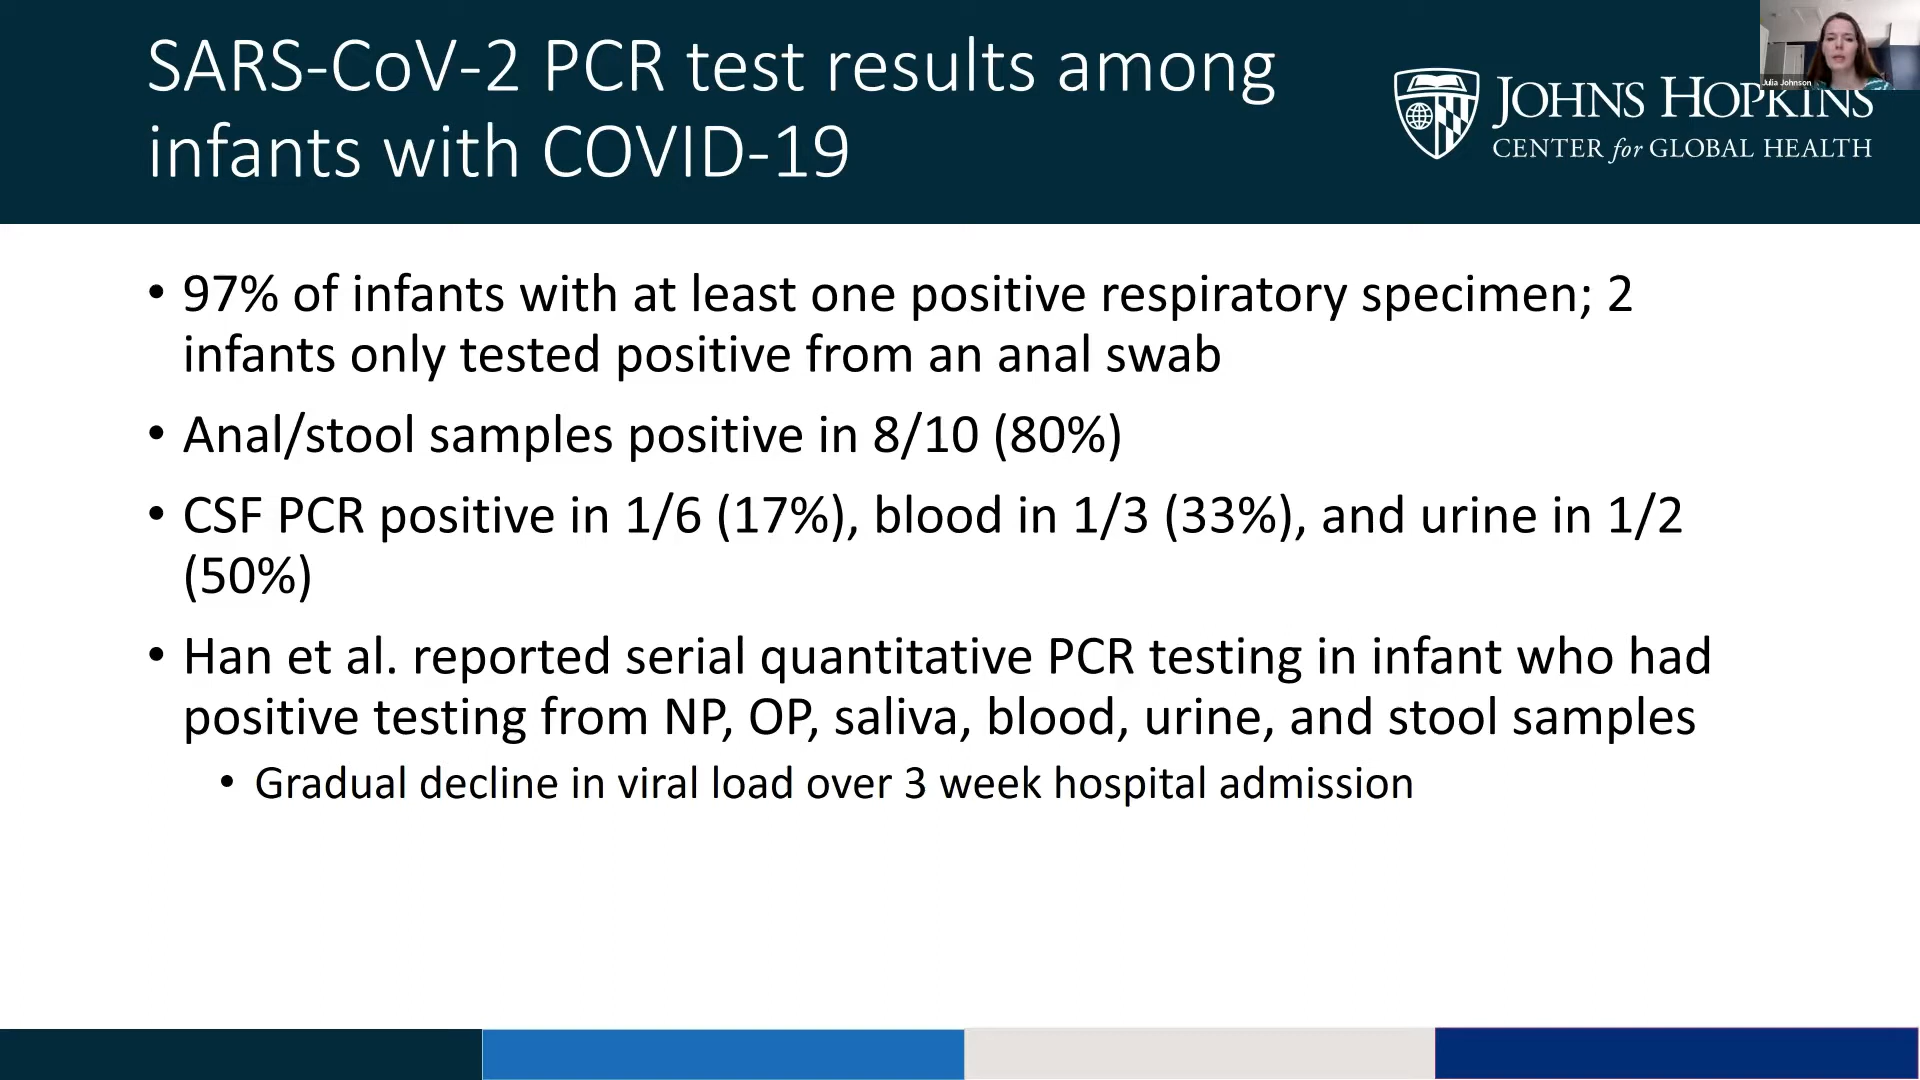 SARS-CoV-2 PCR test results among
infants with COVID-19
Julia Johnson
JOHNS HOPKINS
CENTER for GLOBAL HEALTH
• 97% of infants with at least one positive respiratory specimen; 2
infants only tested positive from an anal swab
• Anal/stool samples positive in 8/10 (80%)
• CSF PCR positive in 1/6 (17%), blood in 1/3 (33%), and urine in 1/2
(50%)
• Han et al. reported serial quantitative PCR testing in infant who had
positive testing from NP, OP, saliva, blood, urine, and stool samples
• Gradual decline in viral load over 3 week hospital admission